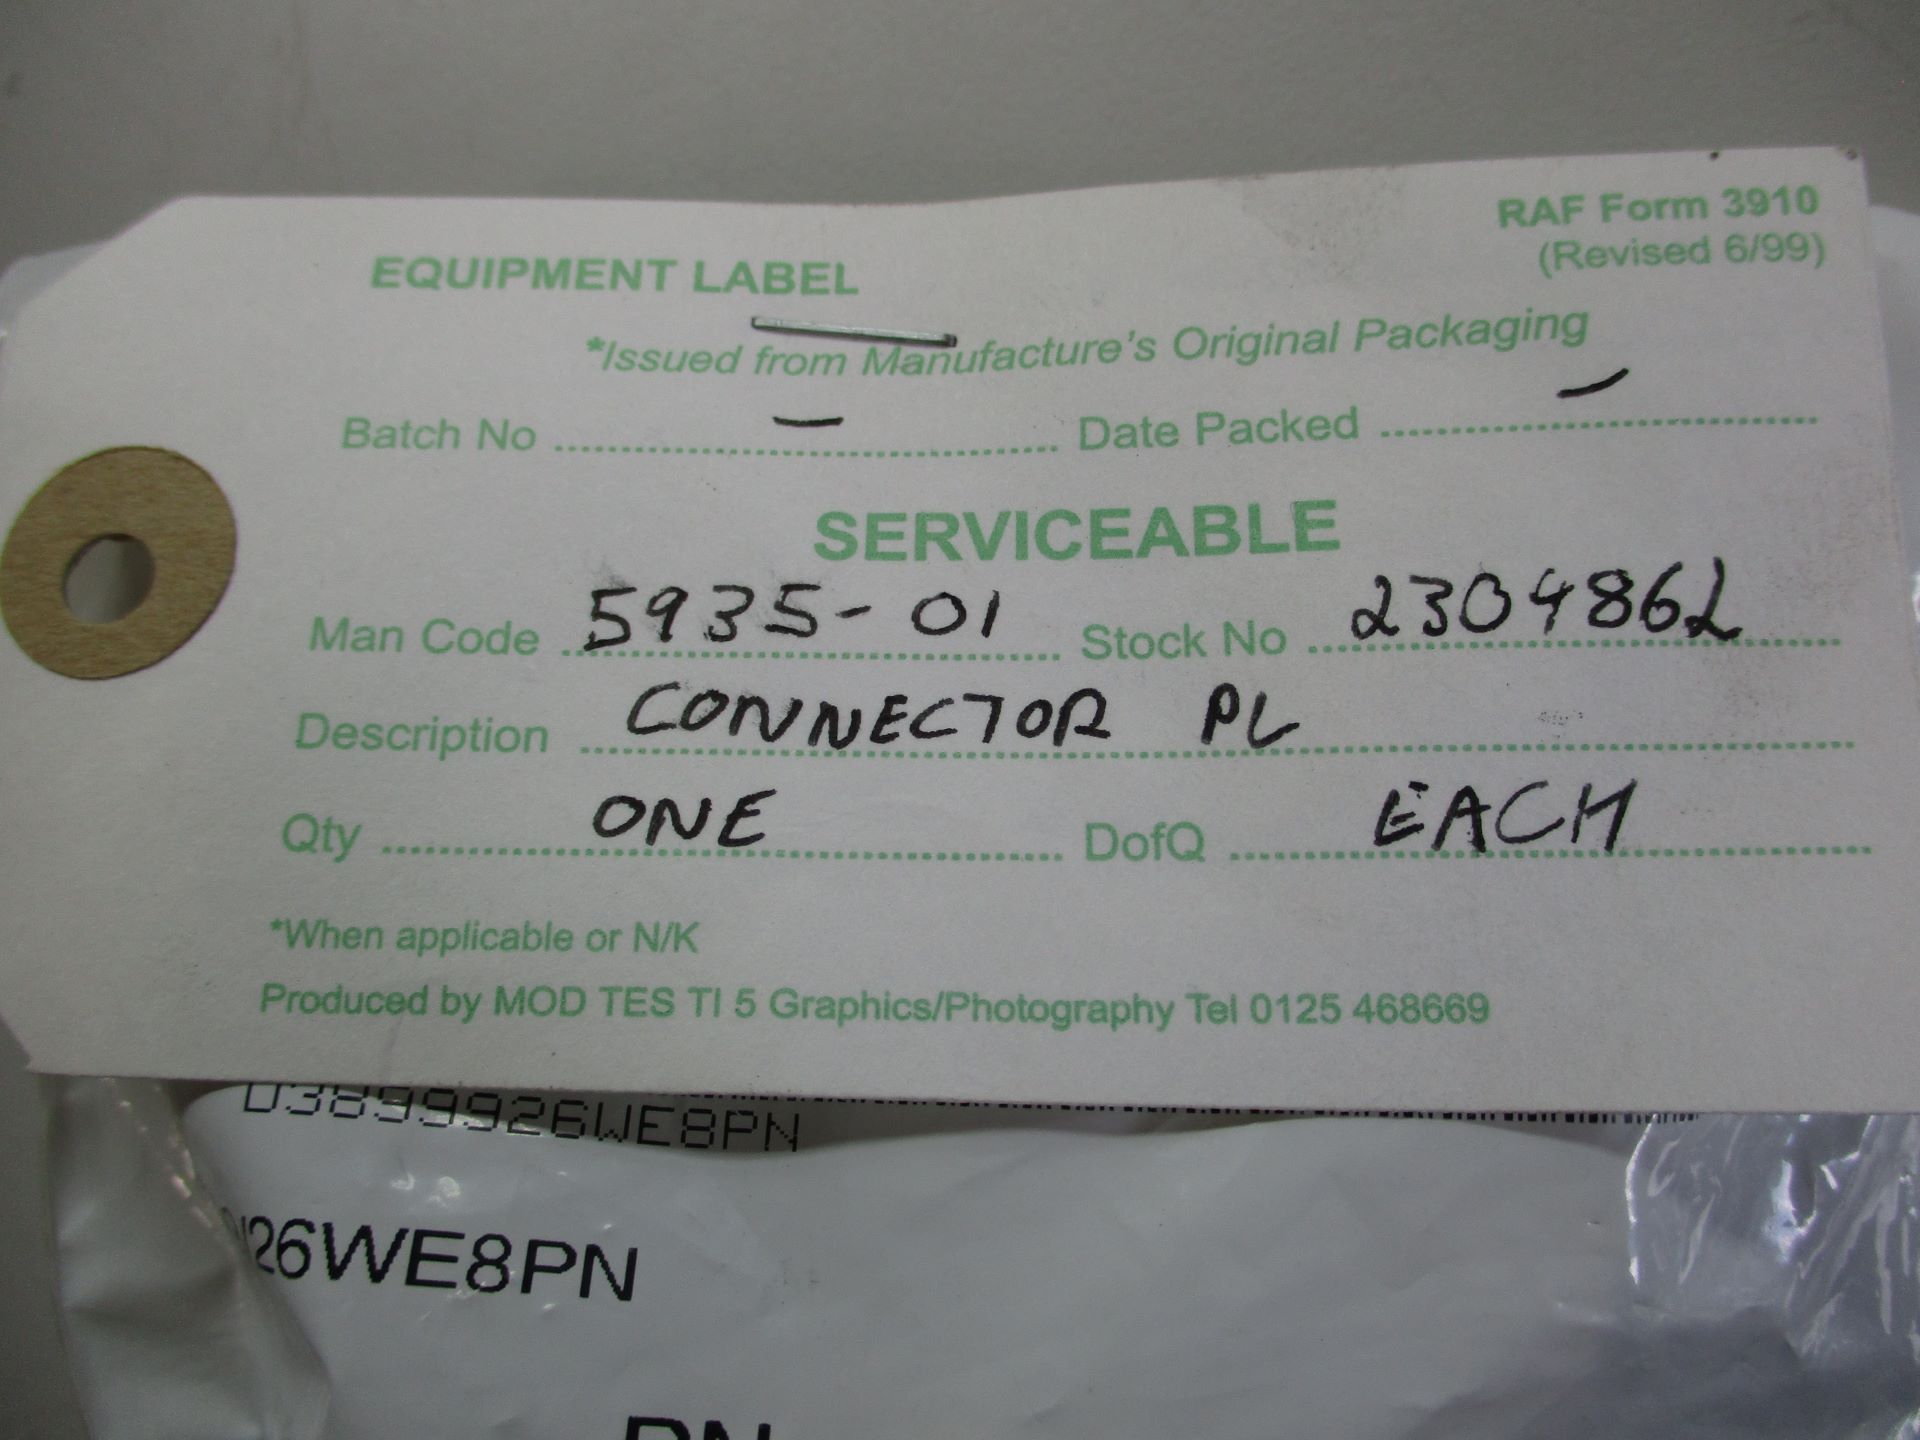 RAF Form 3910
(Revised 6/99)
EQUIPMENT LABEL
*Issued from Manufacture's Original Packaging
Batch No – Date Packed –
SERVICEABLE
Man Code 5935-01 Stock No 2304862
Description CONNECTOR PL
Qty ONE DofQ EACH
*When applicable or N/K
Produced by MOD TES TI 5 Graphics/Photography Tel 0125 468669
D3899926WE8PN
26WE8PN
PN